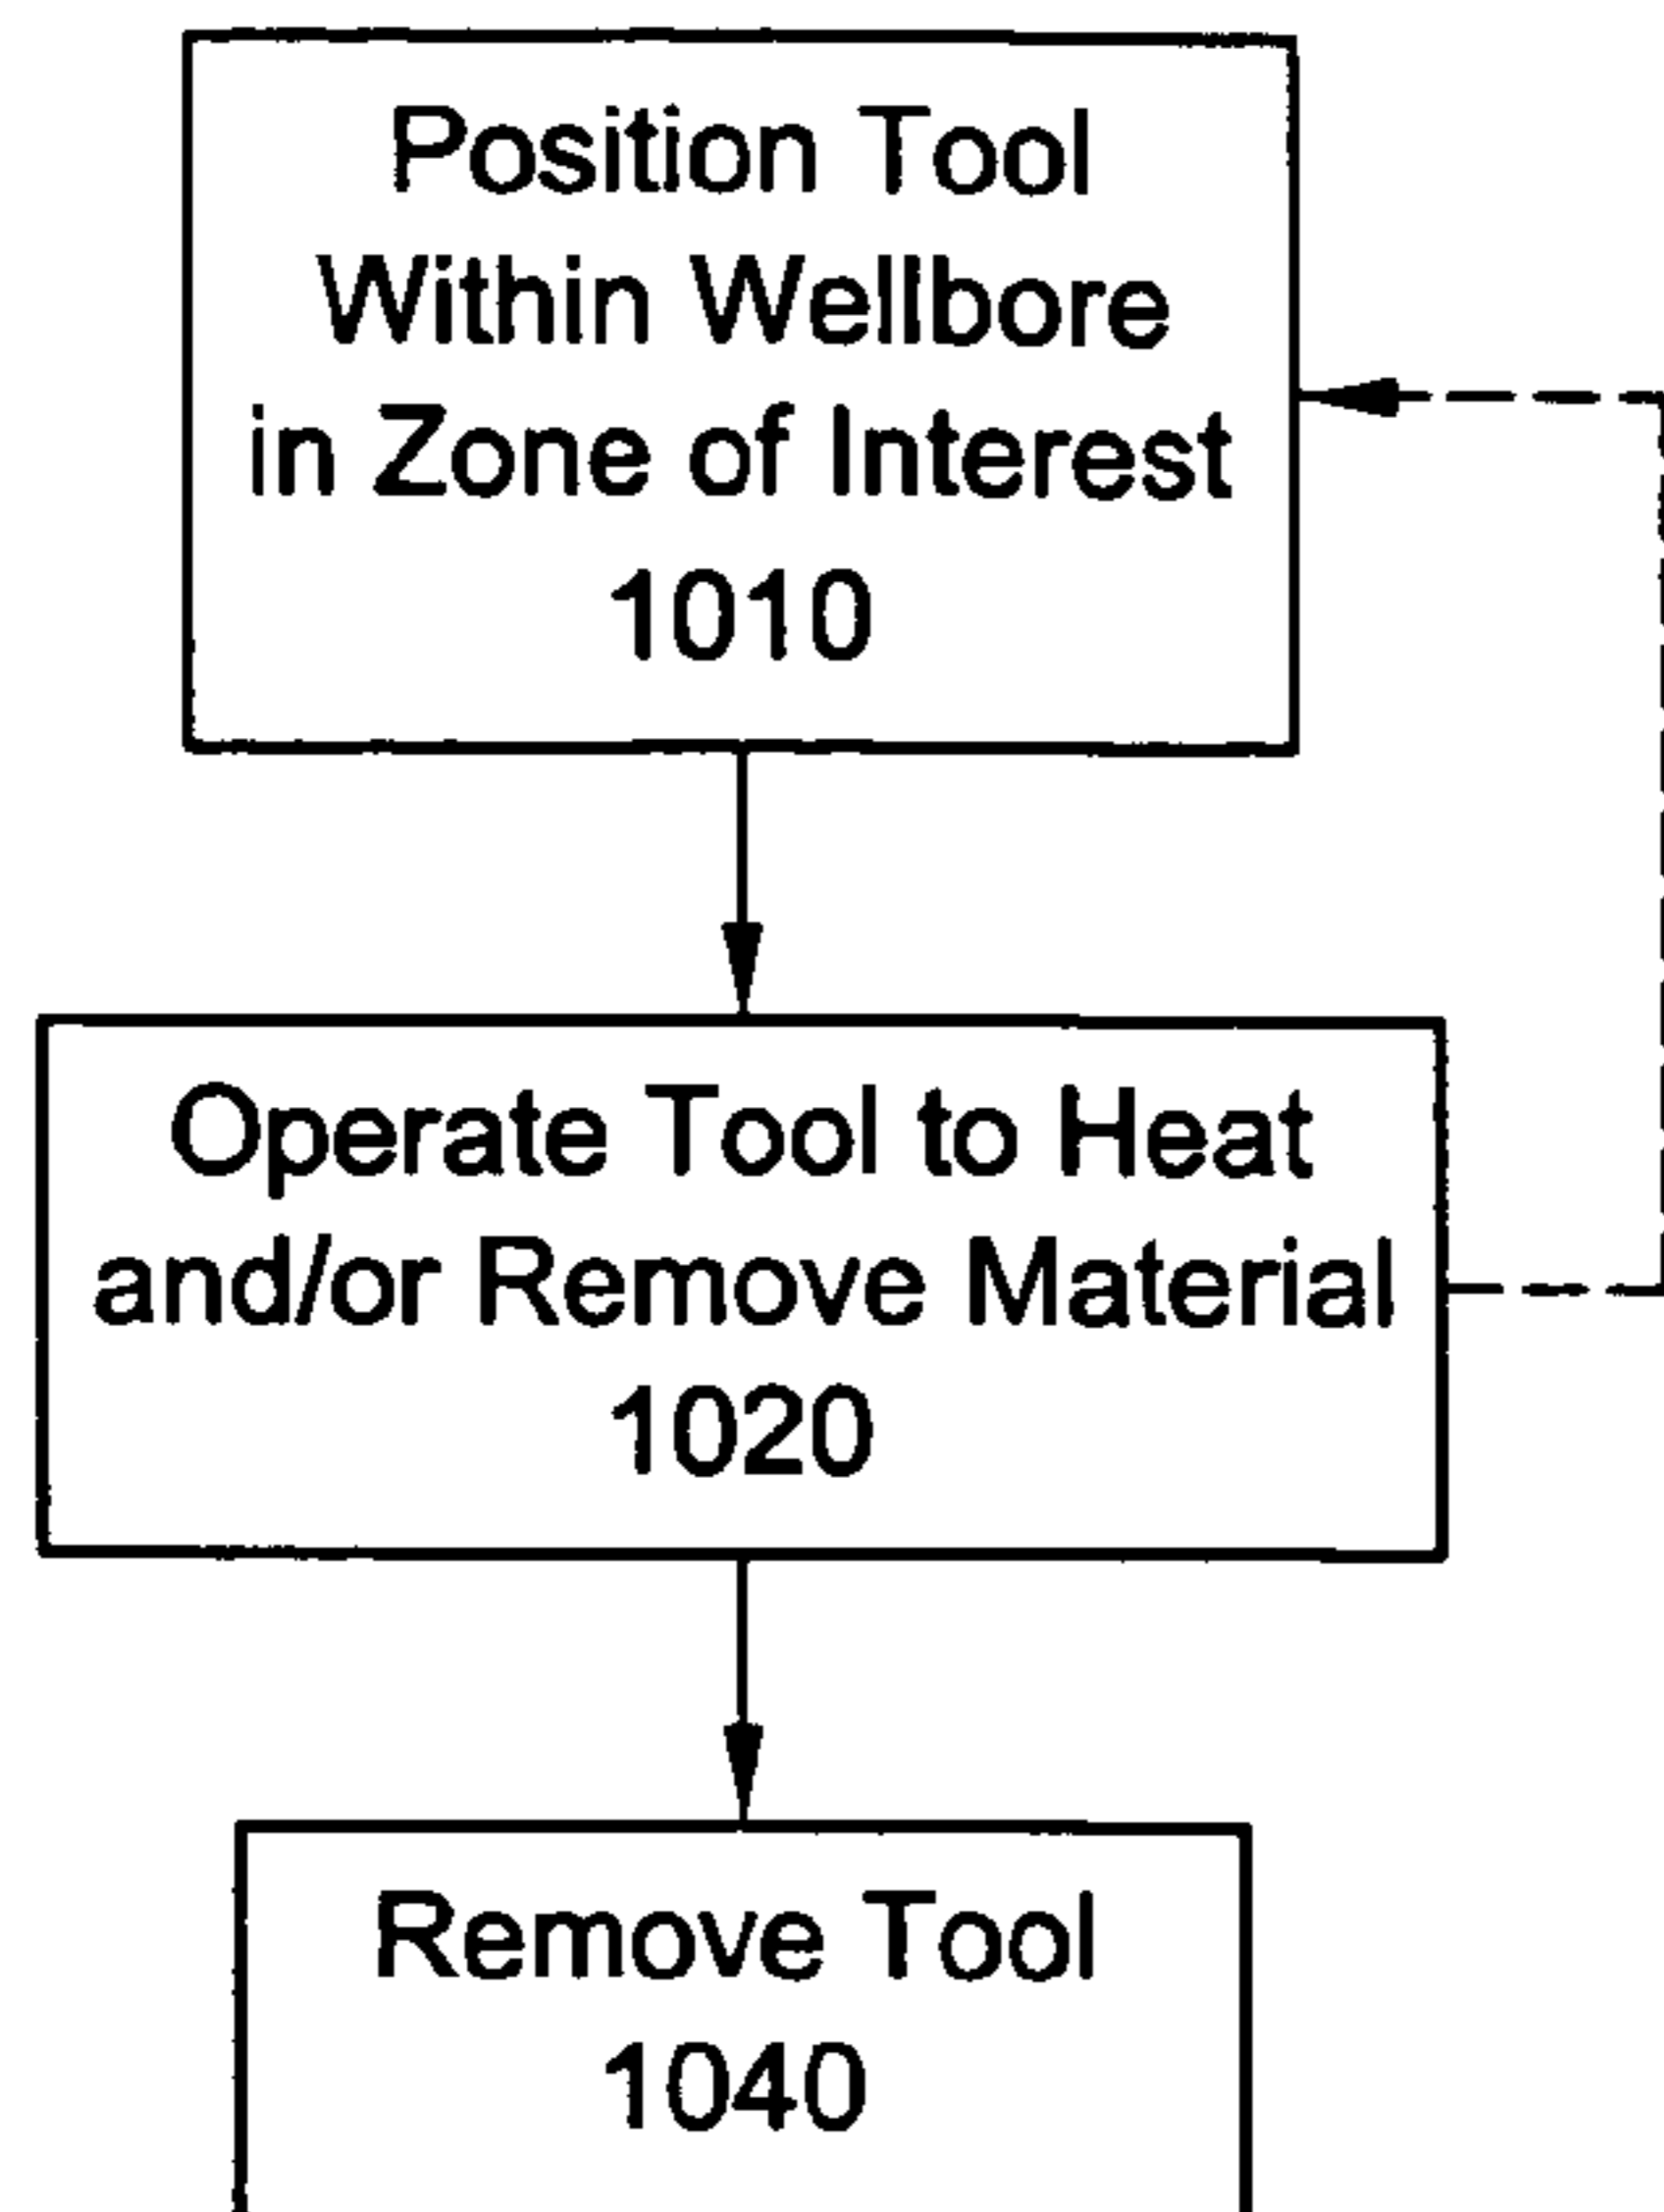 Position Tool
Within Wellbore
in Zone of Interest
1010
Operate Tool to Heat
and/or Remove Material
1020
Remove Tool
1040